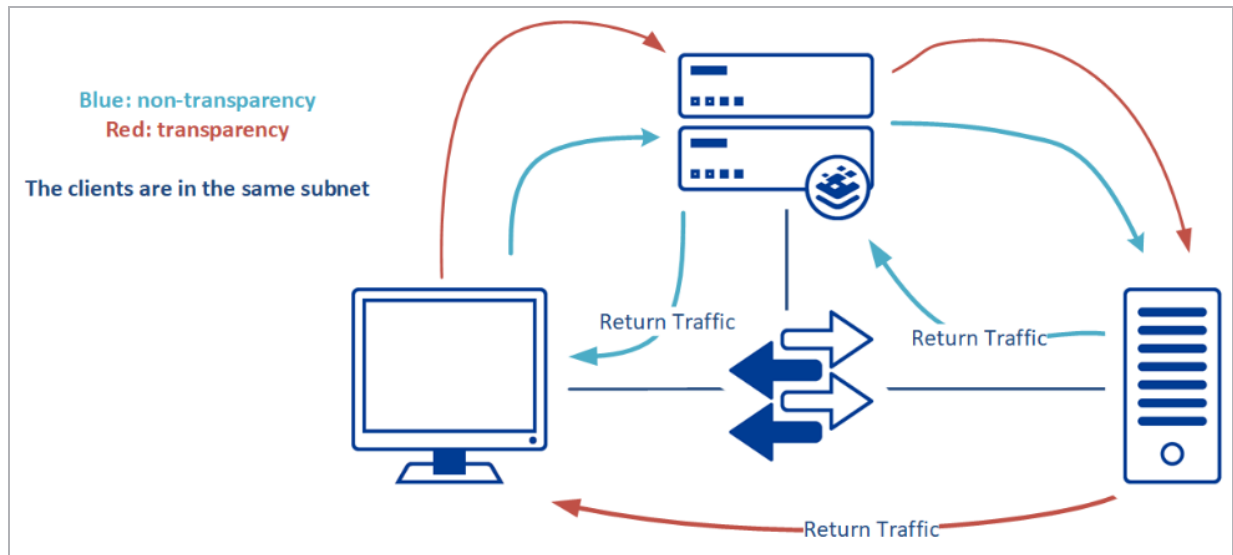 Blue: non-transparency
Red: transparency
The clients are in the same subnet
Return Traffic
Return Traffic
Return Traffic